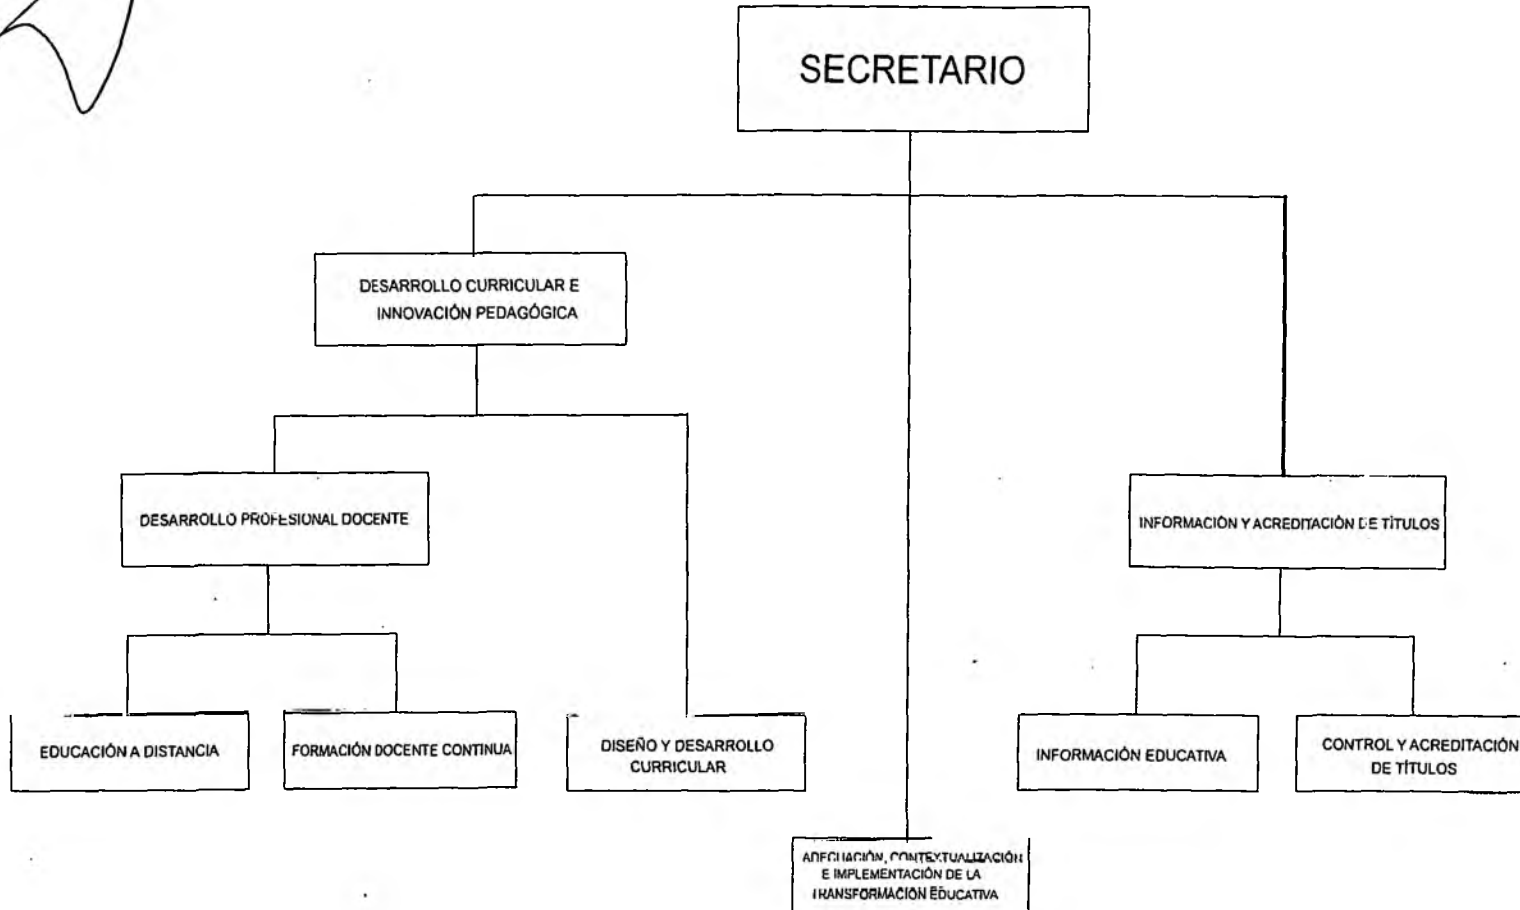 SECRETARIO
DESARROLLO CURRICULAR E
INNOVACIÓN PEDAGÓGICA
DESARROLLO PROFESIONAL DOCENTE
INFORMACIÓN Y ACREDITACIÓN DE TÍTULOS
EDUCACIÓN A DISTANCIA
FORMACIÓN DOCENTE CONTINUA
DISEÑO Y DESARROLLO
CURRICULAR
INFORMACIÓN EDUCATIVA
CONTROL Y ACREDITACIÓN
DE TÍTULOS
ADECUACIÓN, CONTEXTUALIZACIÓN
E IMPLEMENTACIÓN DE LA
TRANSFORMACIÓN EDUCATIVA